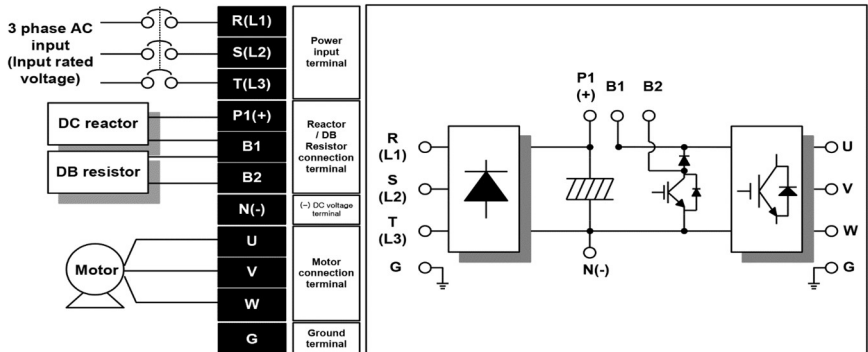 3 phase AC
input
(Input rated
voltage)
R(L1)
S(L2)
T(L3)
Power
input
terminal
DC reactor
DB resistor
P1(+)
B1
B2
Reactor
/ DB
Resistor
connection
terminal
N(-)
(−) DC voltage
terminal
Motor
U
V
W
Motor
connection
terminal
G
Ground
terminal
P1
(+)
B1
B2
R
(L1)
S
(L2)
T
(L3)
G
N(-)
U
V
W
G